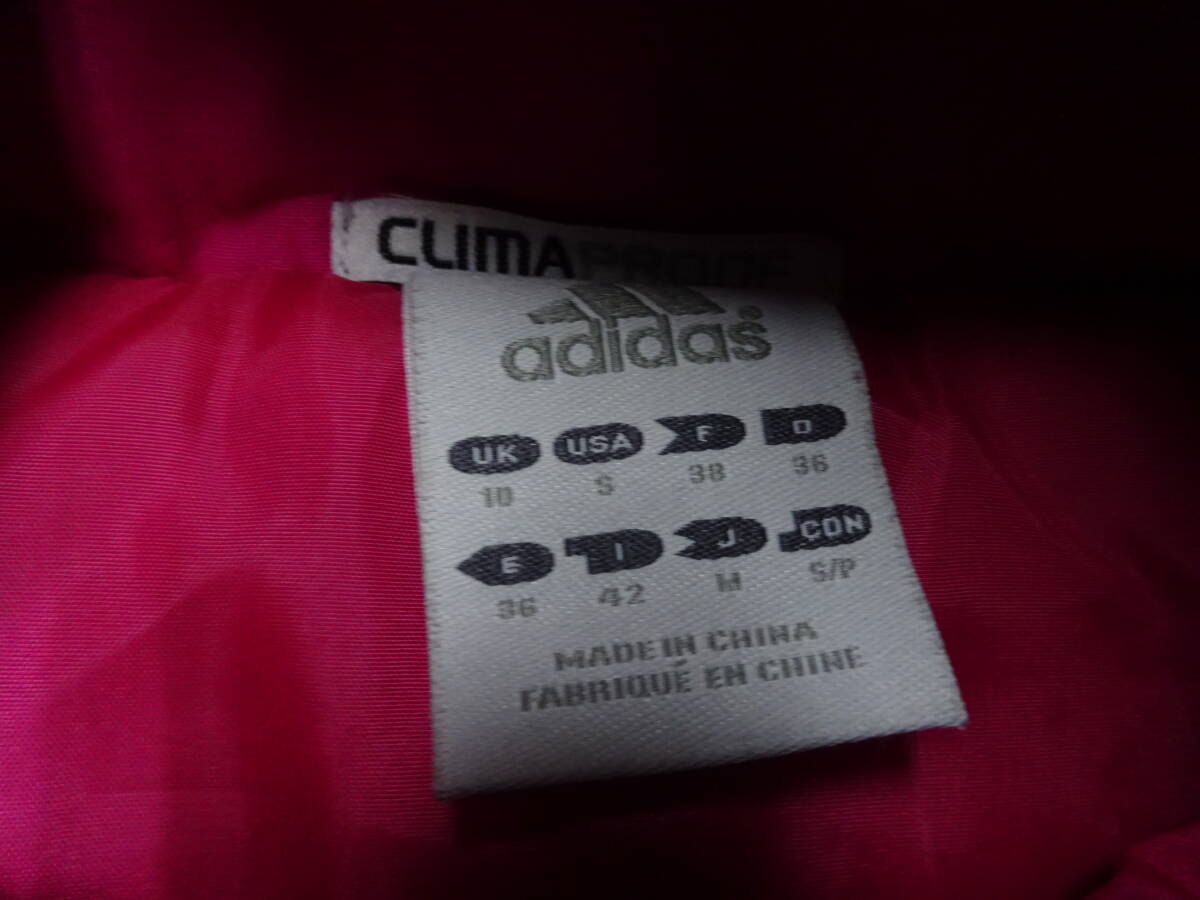 CLIMAPROOF
adidas®
UK USA F D
10 S 38 36
E I J CON
36 42 M S/P
MADE IN CHINA
FABRIQUÉ EN CHINE